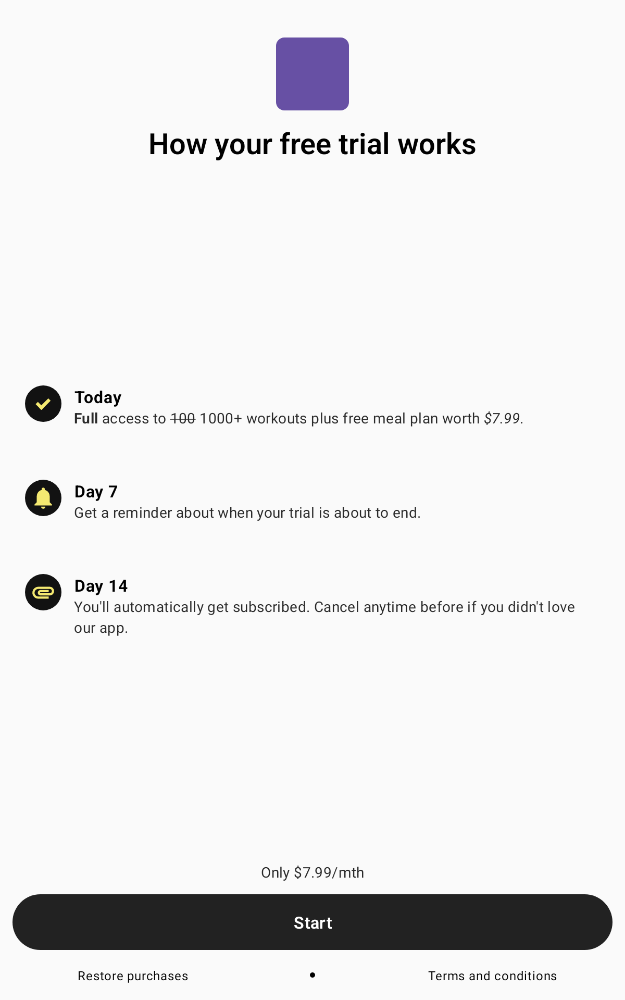 How your free trial works
Today
Full access to 100 1000+ workouts plus free meal plan worth $7.99.
Day 7
Get a reminder about when your trial is about to end.
Day 14
You'll automatically get subscribed. Cancel anytime before if you didn't love
our app.
Only $7.99/mth
Start
Restore purchases • Terms and conditions